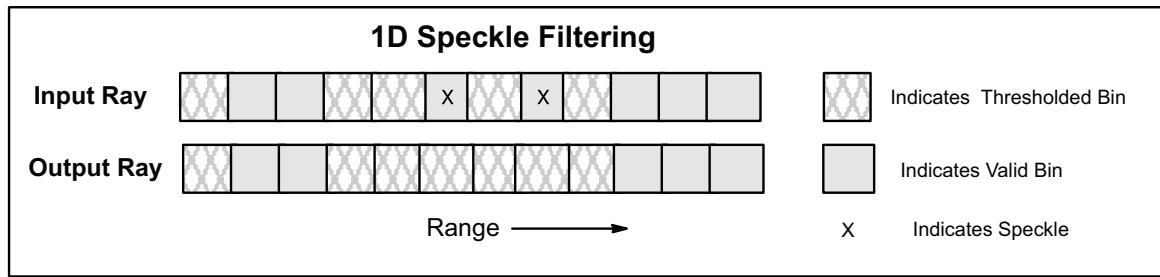 1D Speckle Filtering
Input Ray
X X
Indicates Thresholded Bin
Output Ray
Indicates Valid Bin
Range
X Indicates Speckle